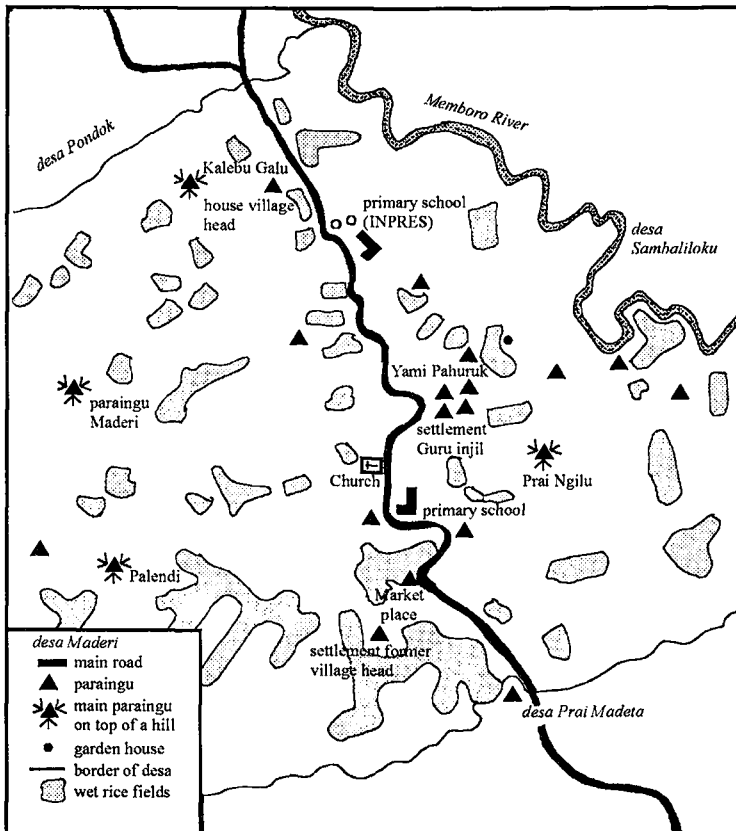 Memboro River
desa Pondok
Kalebu Galu
house village
head
primary school
(INPRES)
desa
Sambaliloku
Yami Pahuruk
paraingu
Maderi
settlement
Guru injil
Prai Ngilu
Church
primary school
Palendi
Market
place
settlement former
village head
desa Prai Madeta
desa Maderi
main road
paraingu
main paraingu
on top of a hill
garden house
border of desa
wet rice fields